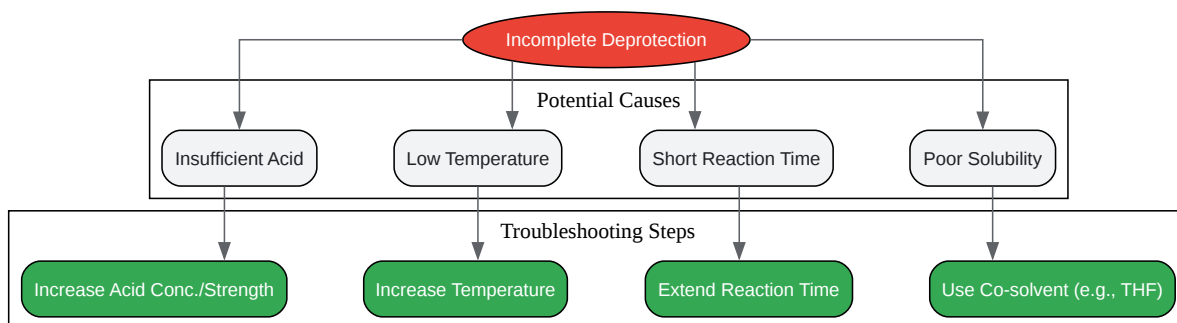 Incomplete Deprotection
Potential Causes
Insufficient Acid
Low Temperature
Short Reaction Time
Poor Solubility
Troubleshooting Steps
Increase Acid Conc./Strength
Increase Temperature
Extend Reaction Time
Use Co-solvent (e.g., THF)